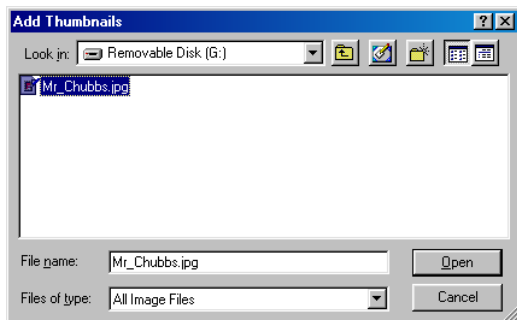 Add Thumbnails
Look in: Removable Disk (G:)
Mr_Chubbs.jpg
File name: Mr_Chubbs.jpg Open
Files of type: All Image Files Cancel